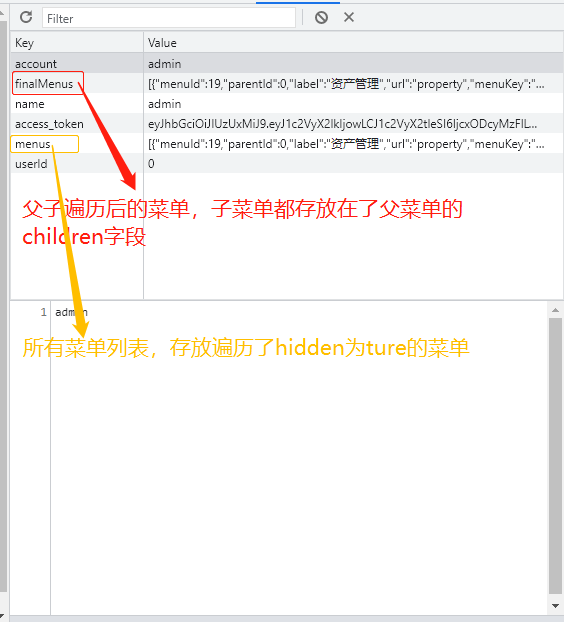 Filter
Key Value
account admin
finalMenus [{"menuId":19,"parentId":0,"label":"资产管理","url":"property","menuKey":"...
name admin
access_token eyJhbGciOiJIUzUxMiJ9.eyJ1c2VyX2lkIjowLCJ1c2VyX2tleSI6IjcxODcyMzFlL...
menus [{"menuId":19,"parentId":0,"label":"资产管理","url":"property","menuKey":"...
userId 0
父子遍历后的菜单，子菜单都存放在了父菜单的
children字段
1 admin
所有菜单列表，存放遍历了hidden为ture的菜单